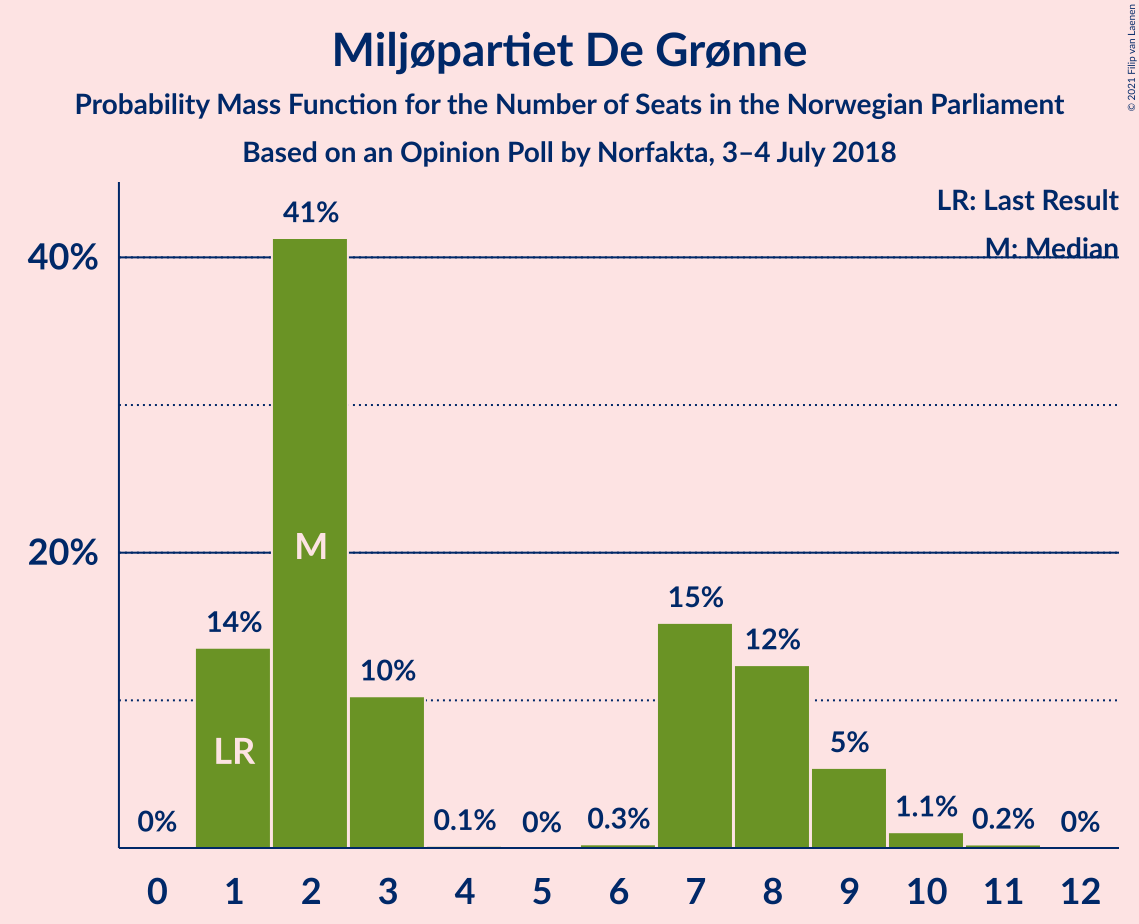 Miljøpartiet De Grønne
Probability Mass Function for the Number of Seats in the Norwegian Parliament
Based on an Opinion Poll by Norfakta, 3–4 July 2018
© 2021 Filip van Laenen
LR: Last Result
M: Median
40%
20%
0%
14%
41%
10%
0.1%
0%
0.3%
15%
12%
5%
1.1%
0.2%
0%
LR
M
0 1 2 3 4 5 6 7 8 9 10 11 12